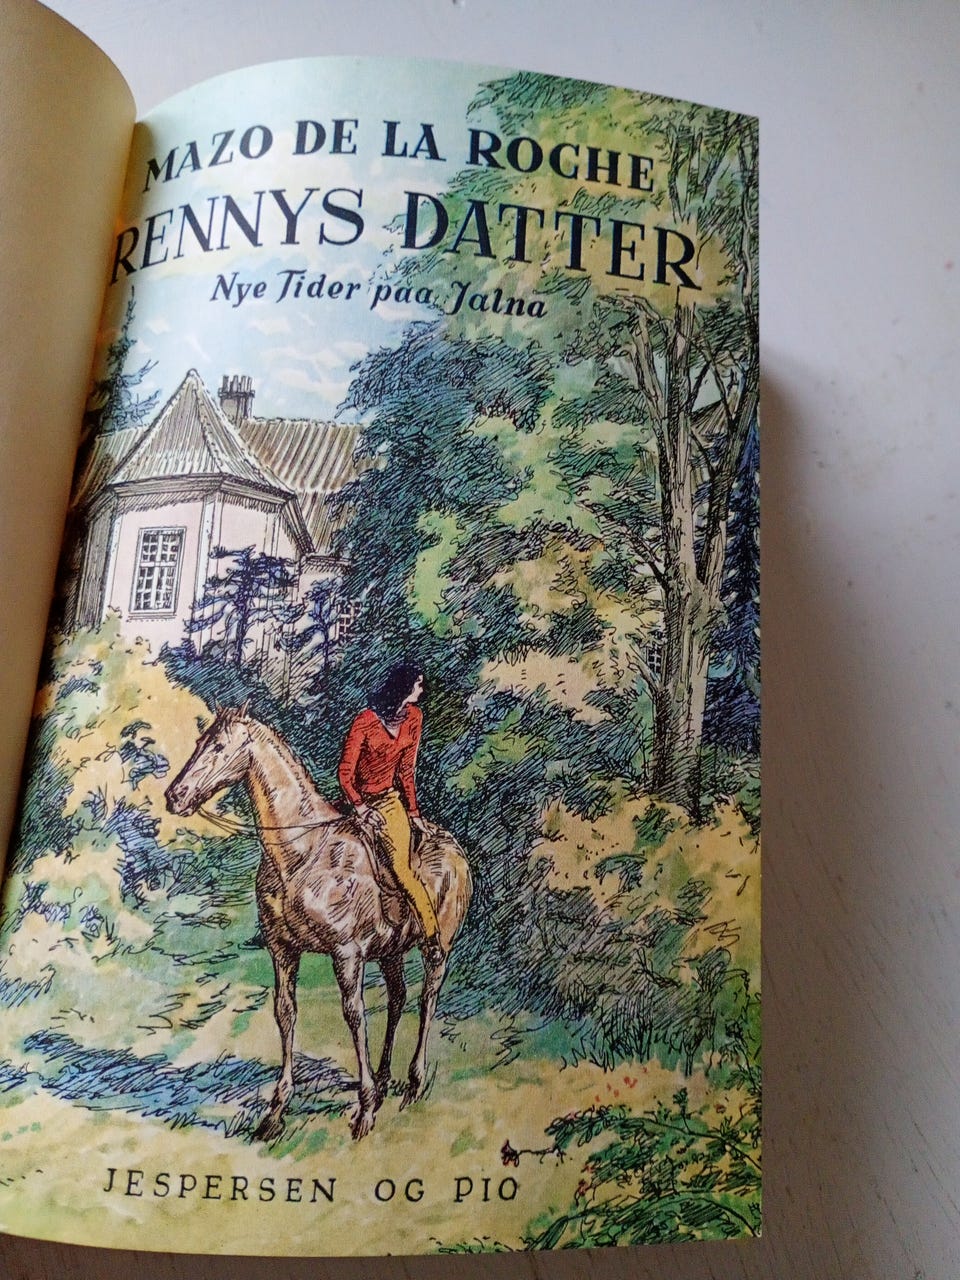 MAZO DE LA ROCHE
RENNYS DATTER
Nye Tider paa Jalna
JESPERSEN OG PIO